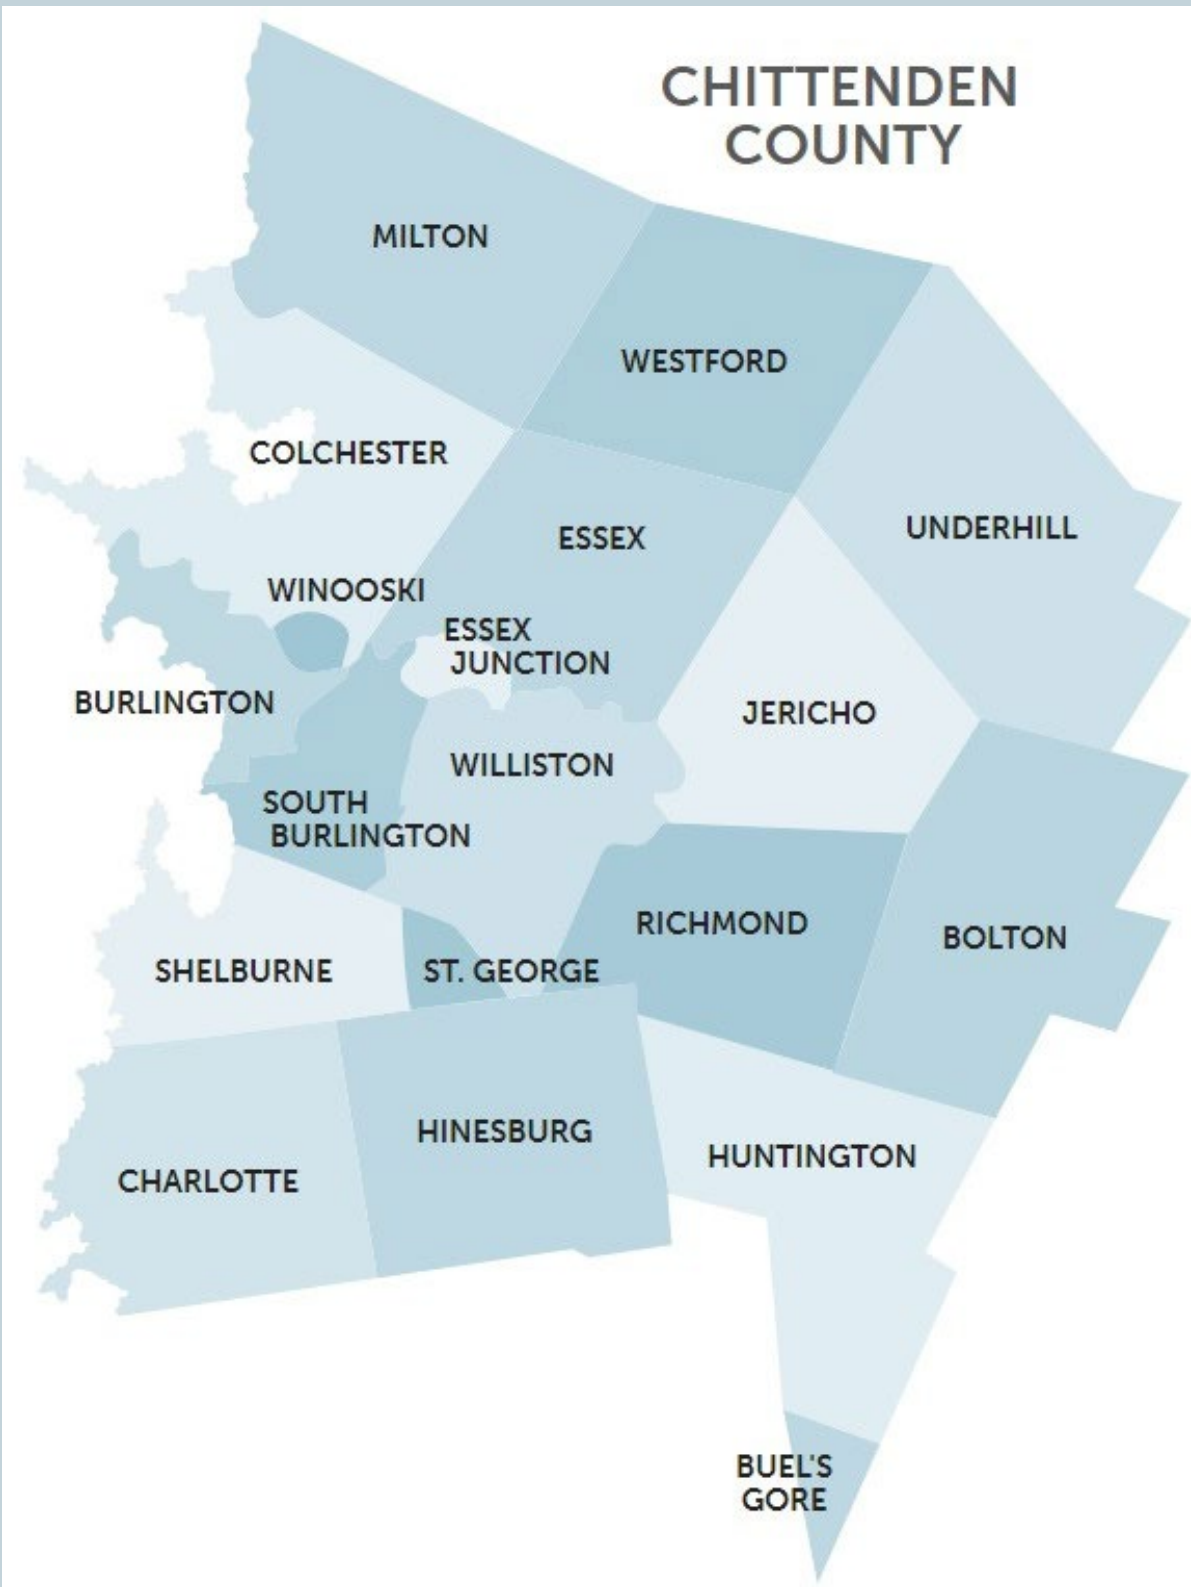 CHITTENDEN
COUNTY
MILTON
WESTFORD
COLCHESTER
UNDERHILL
ESSEX
WINOOSKI
ESSEX
JUNCTION
BURLINGTON
JERICHO
WILLISTON
SOUTH
BURLINGTON
RICHMOND
BOLTON
SHELBURNE
ST. GEORGE
HINESBURG
HUNTINGTON
CHARLOTTE
BUEL'S
GORE